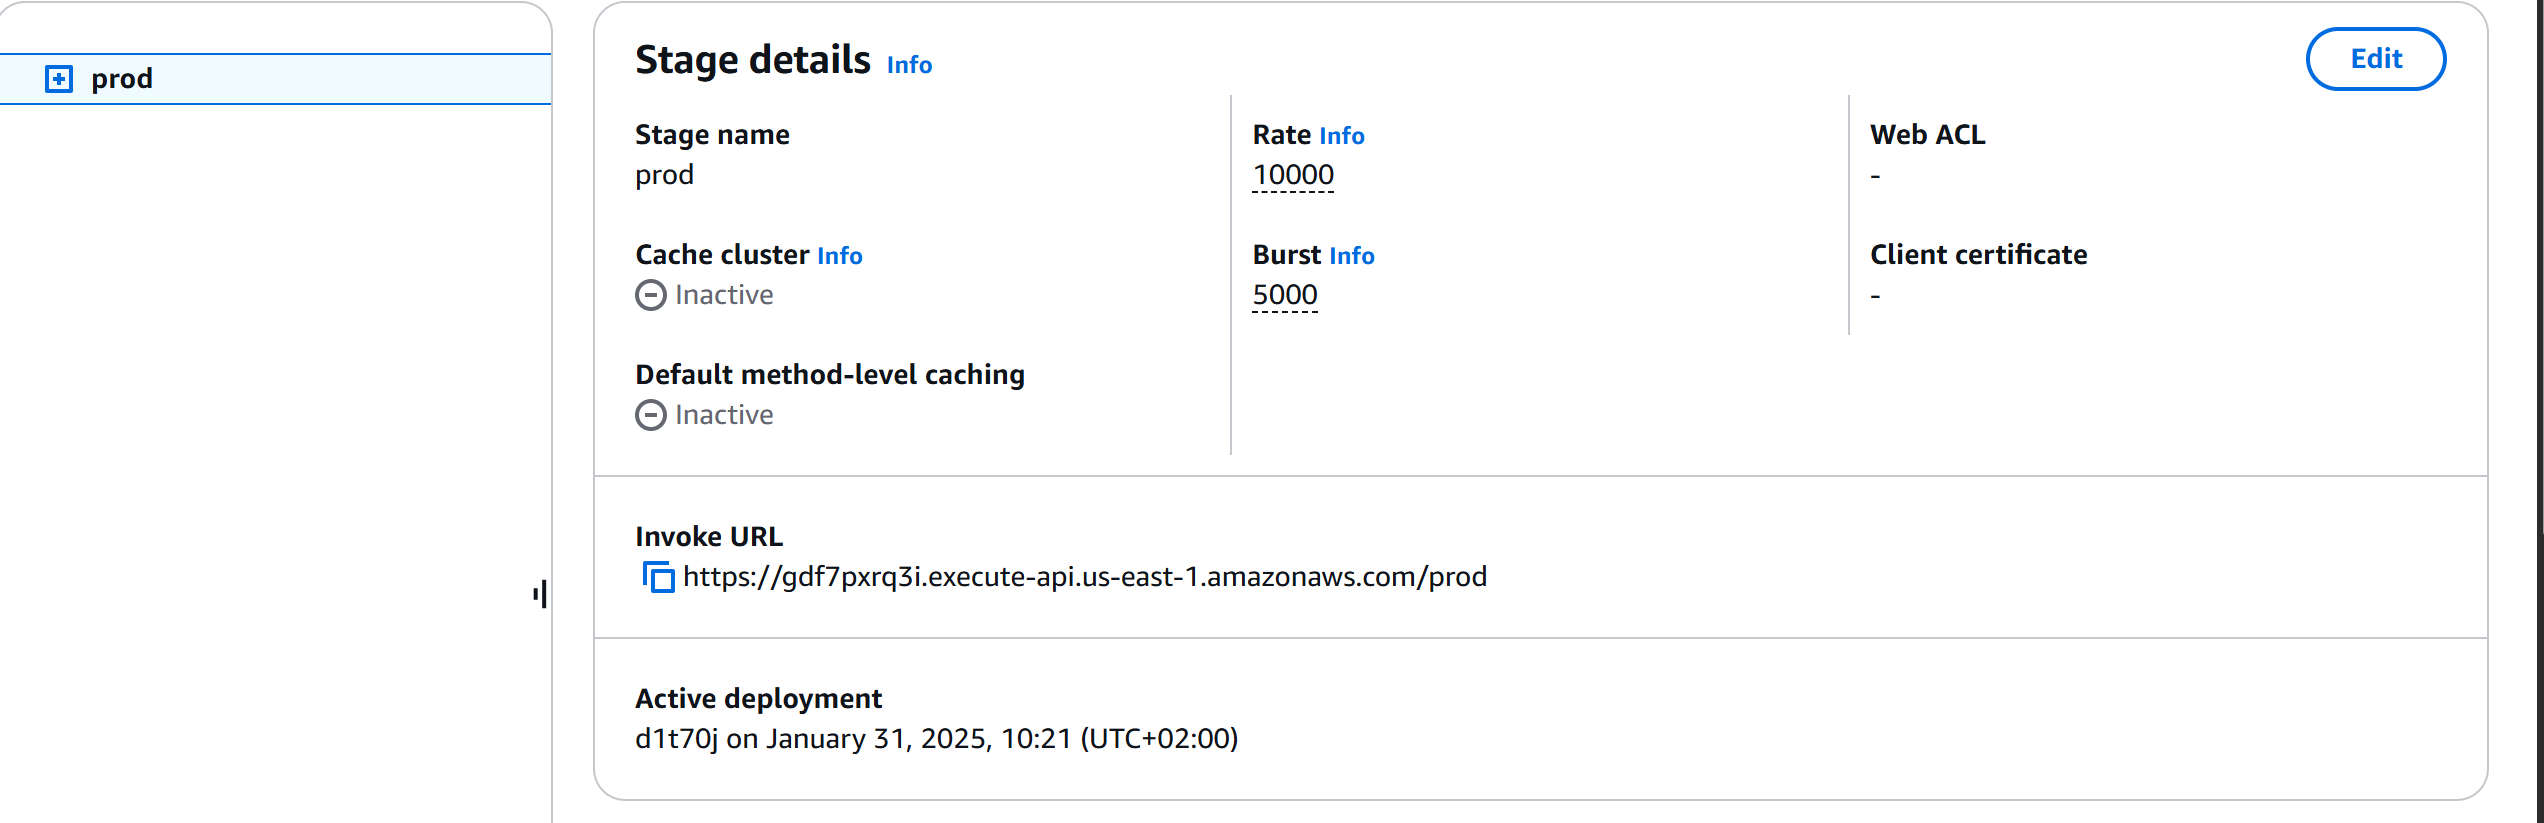 prod
Stage details Info
Edit
Stage name
prod
Rate Info
10000
Web ACL
-
Cache cluster Info
Inactive
Burst Info
5000
Client certificate
-
Default method-level caching
Inactive
Invoke URL
https://gdf7pxrq3i.execute-api.us-east-1.amazonaws.com/prod
Active deployment
d1t70j on January 31, 2025, 10:21 (UTC+02:00)